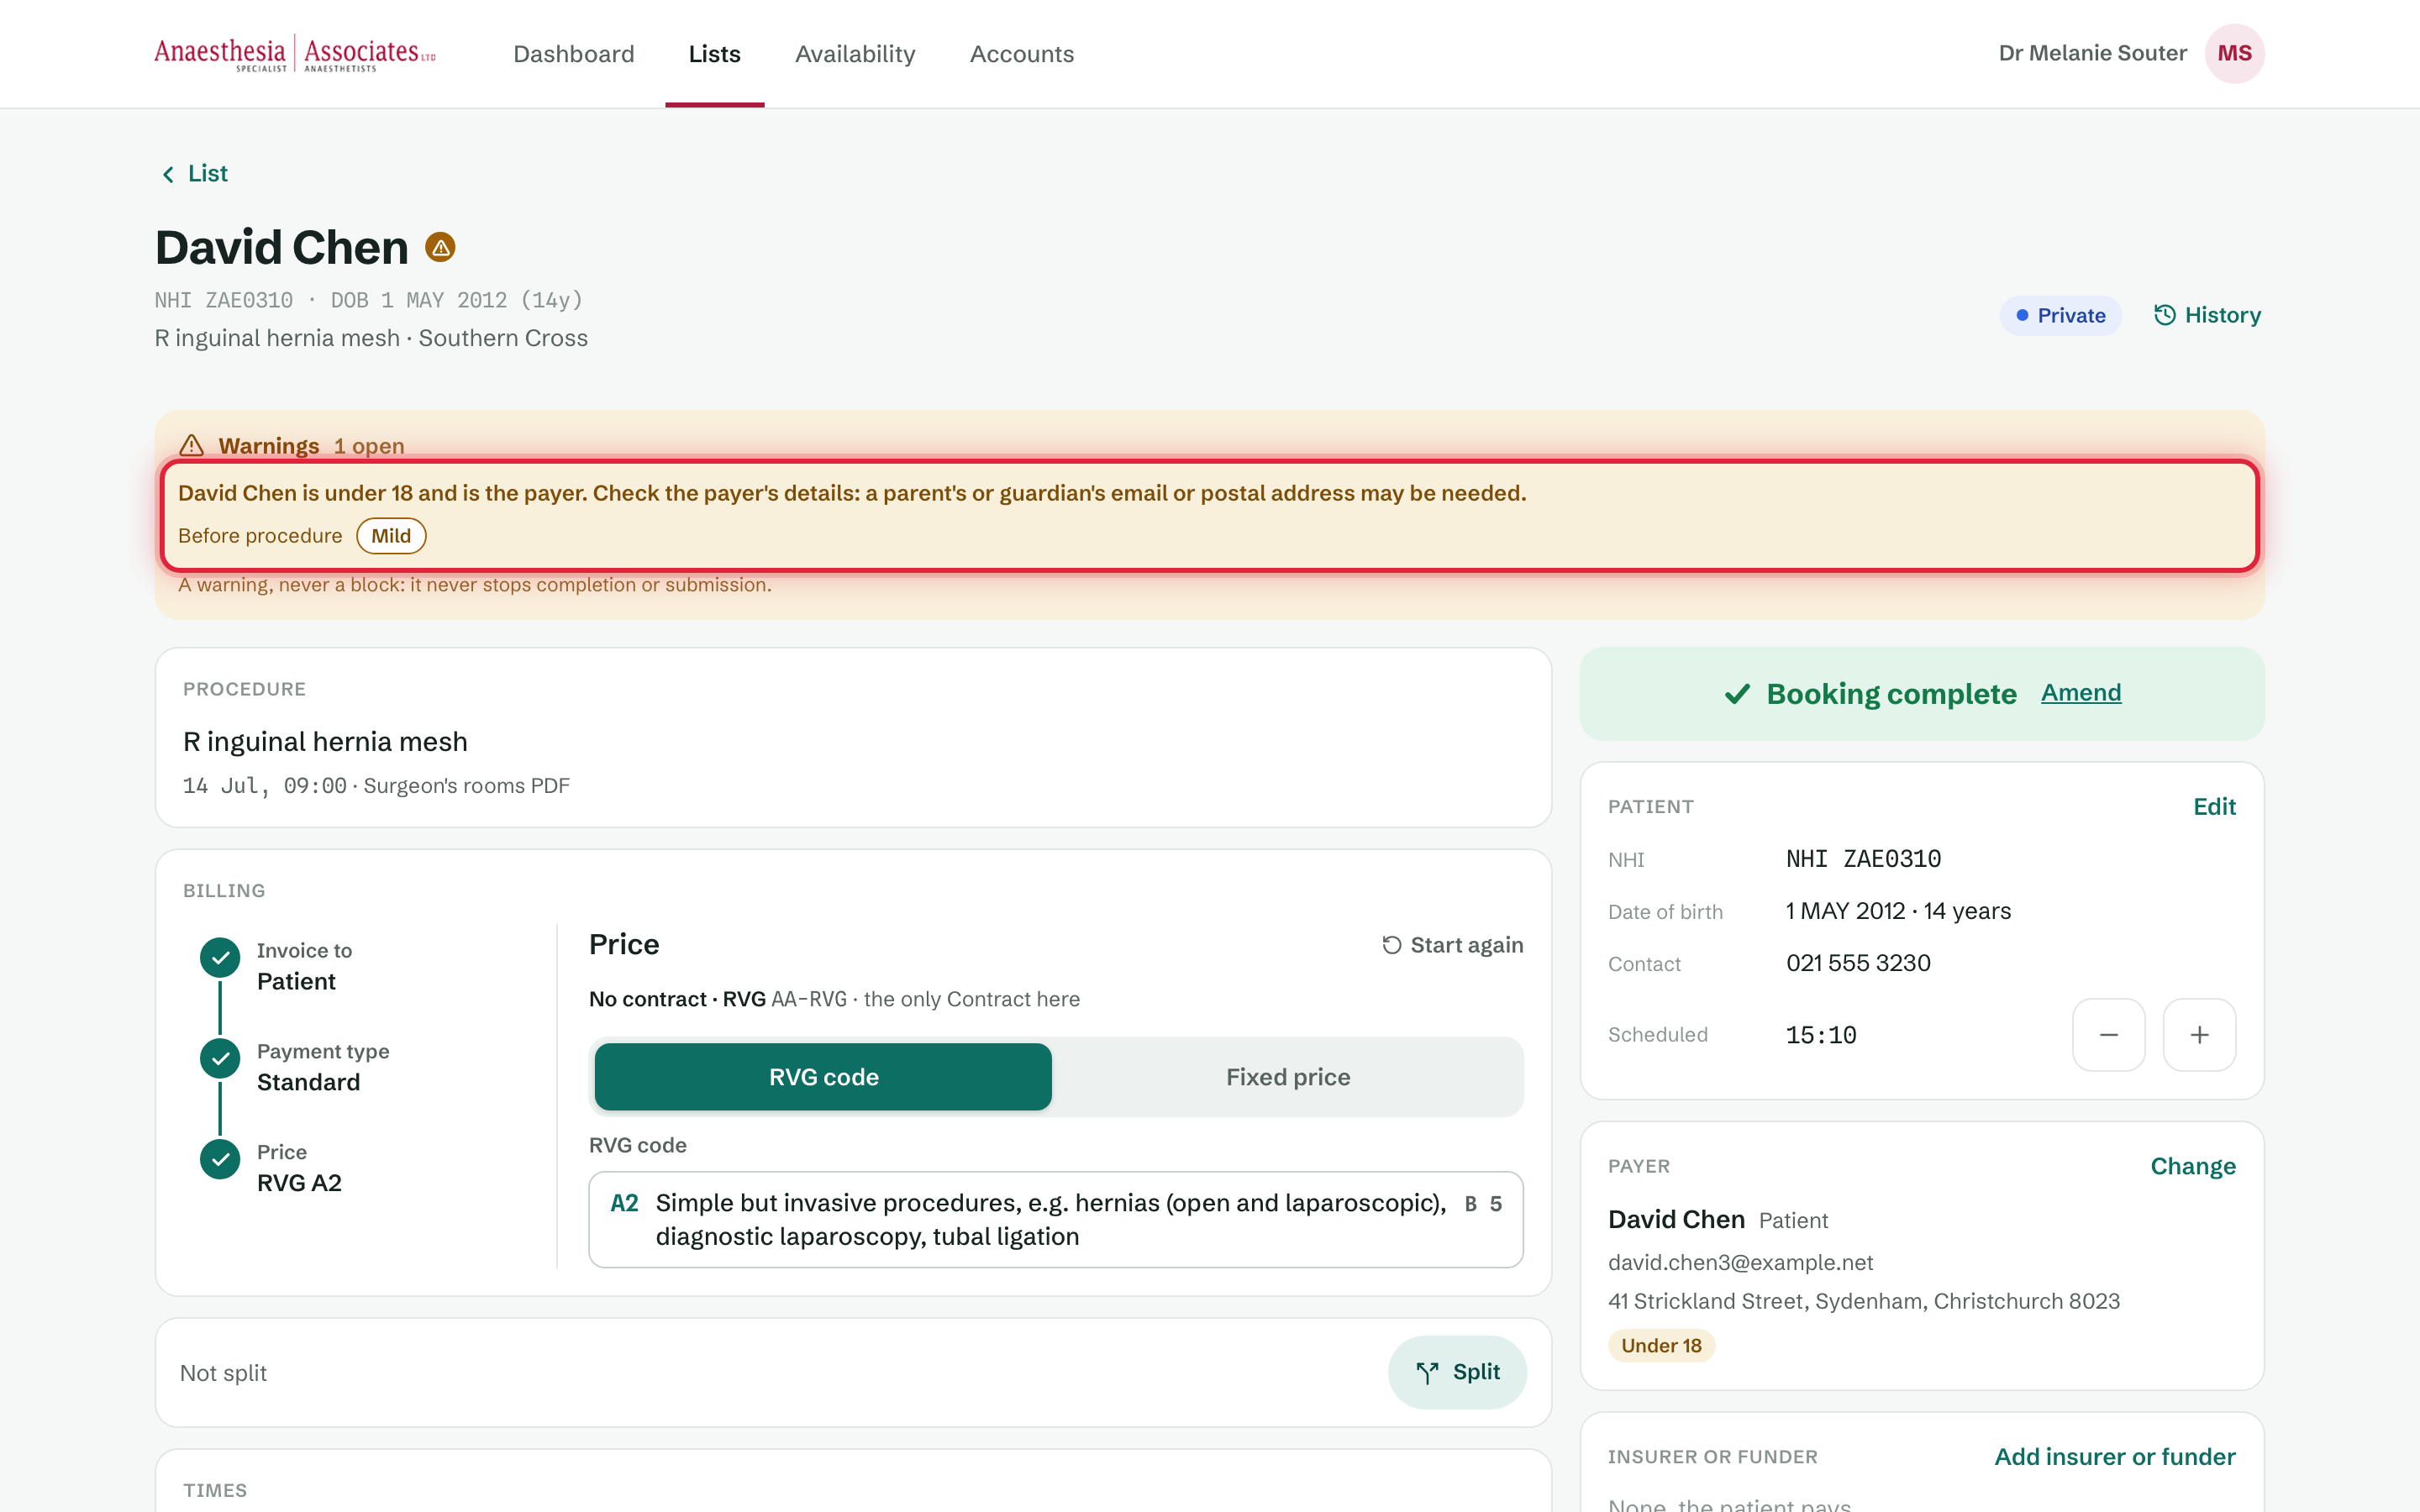 Anaesthesia Associates LTD
SPECIALIST ANAESTHETISTS
Dashboard
Lists
Availability
Accounts
Dr Melanie Souter
MS
List
David Chen
NHI ZAE0310 · DOB 1 MAY 2012 (14y)
R inguinal hernia mesh · Southern Cross
Private
History
Warnings 1 open
David Chen is under 18 and is the payer. Check the payer's details: a parent's or guardian's email or postal address may be needed.
Before procedure Mild
A warning, never a block: it never stops completion or submission.
PROCEDURE
R inguinal hernia mesh
14 Jul, 09:00 · Surgeon's rooms PDF
BILLING
Invoice to
Patient
Payment type
Standard
Price
RVG A2
Price
Start again
No contract · RVG AA-RVG · the only Contract here
RVG code
Fixed price
RVG code
A2 Simple but invasive procedures, e.g. hernias (open and laparoscopic), B 5
diagnostic laparoscopy, tubal ligation
Not split
Split
TIMES
Booking complete Amend
PATIENT
Edit
NHI NHI ZAE0310
Date of birth 1 MAY 2012 · 14 years
Contact 021 555 3230
Scheduled 15:10 − +
PAYER
Change
David Chen Patient
david.chen3@example.net
41 Strickland Street, Sydenham, Christchurch 8023
Under 18
INSURER OR FUNDER
Add insurer or funder
None, the patient pays